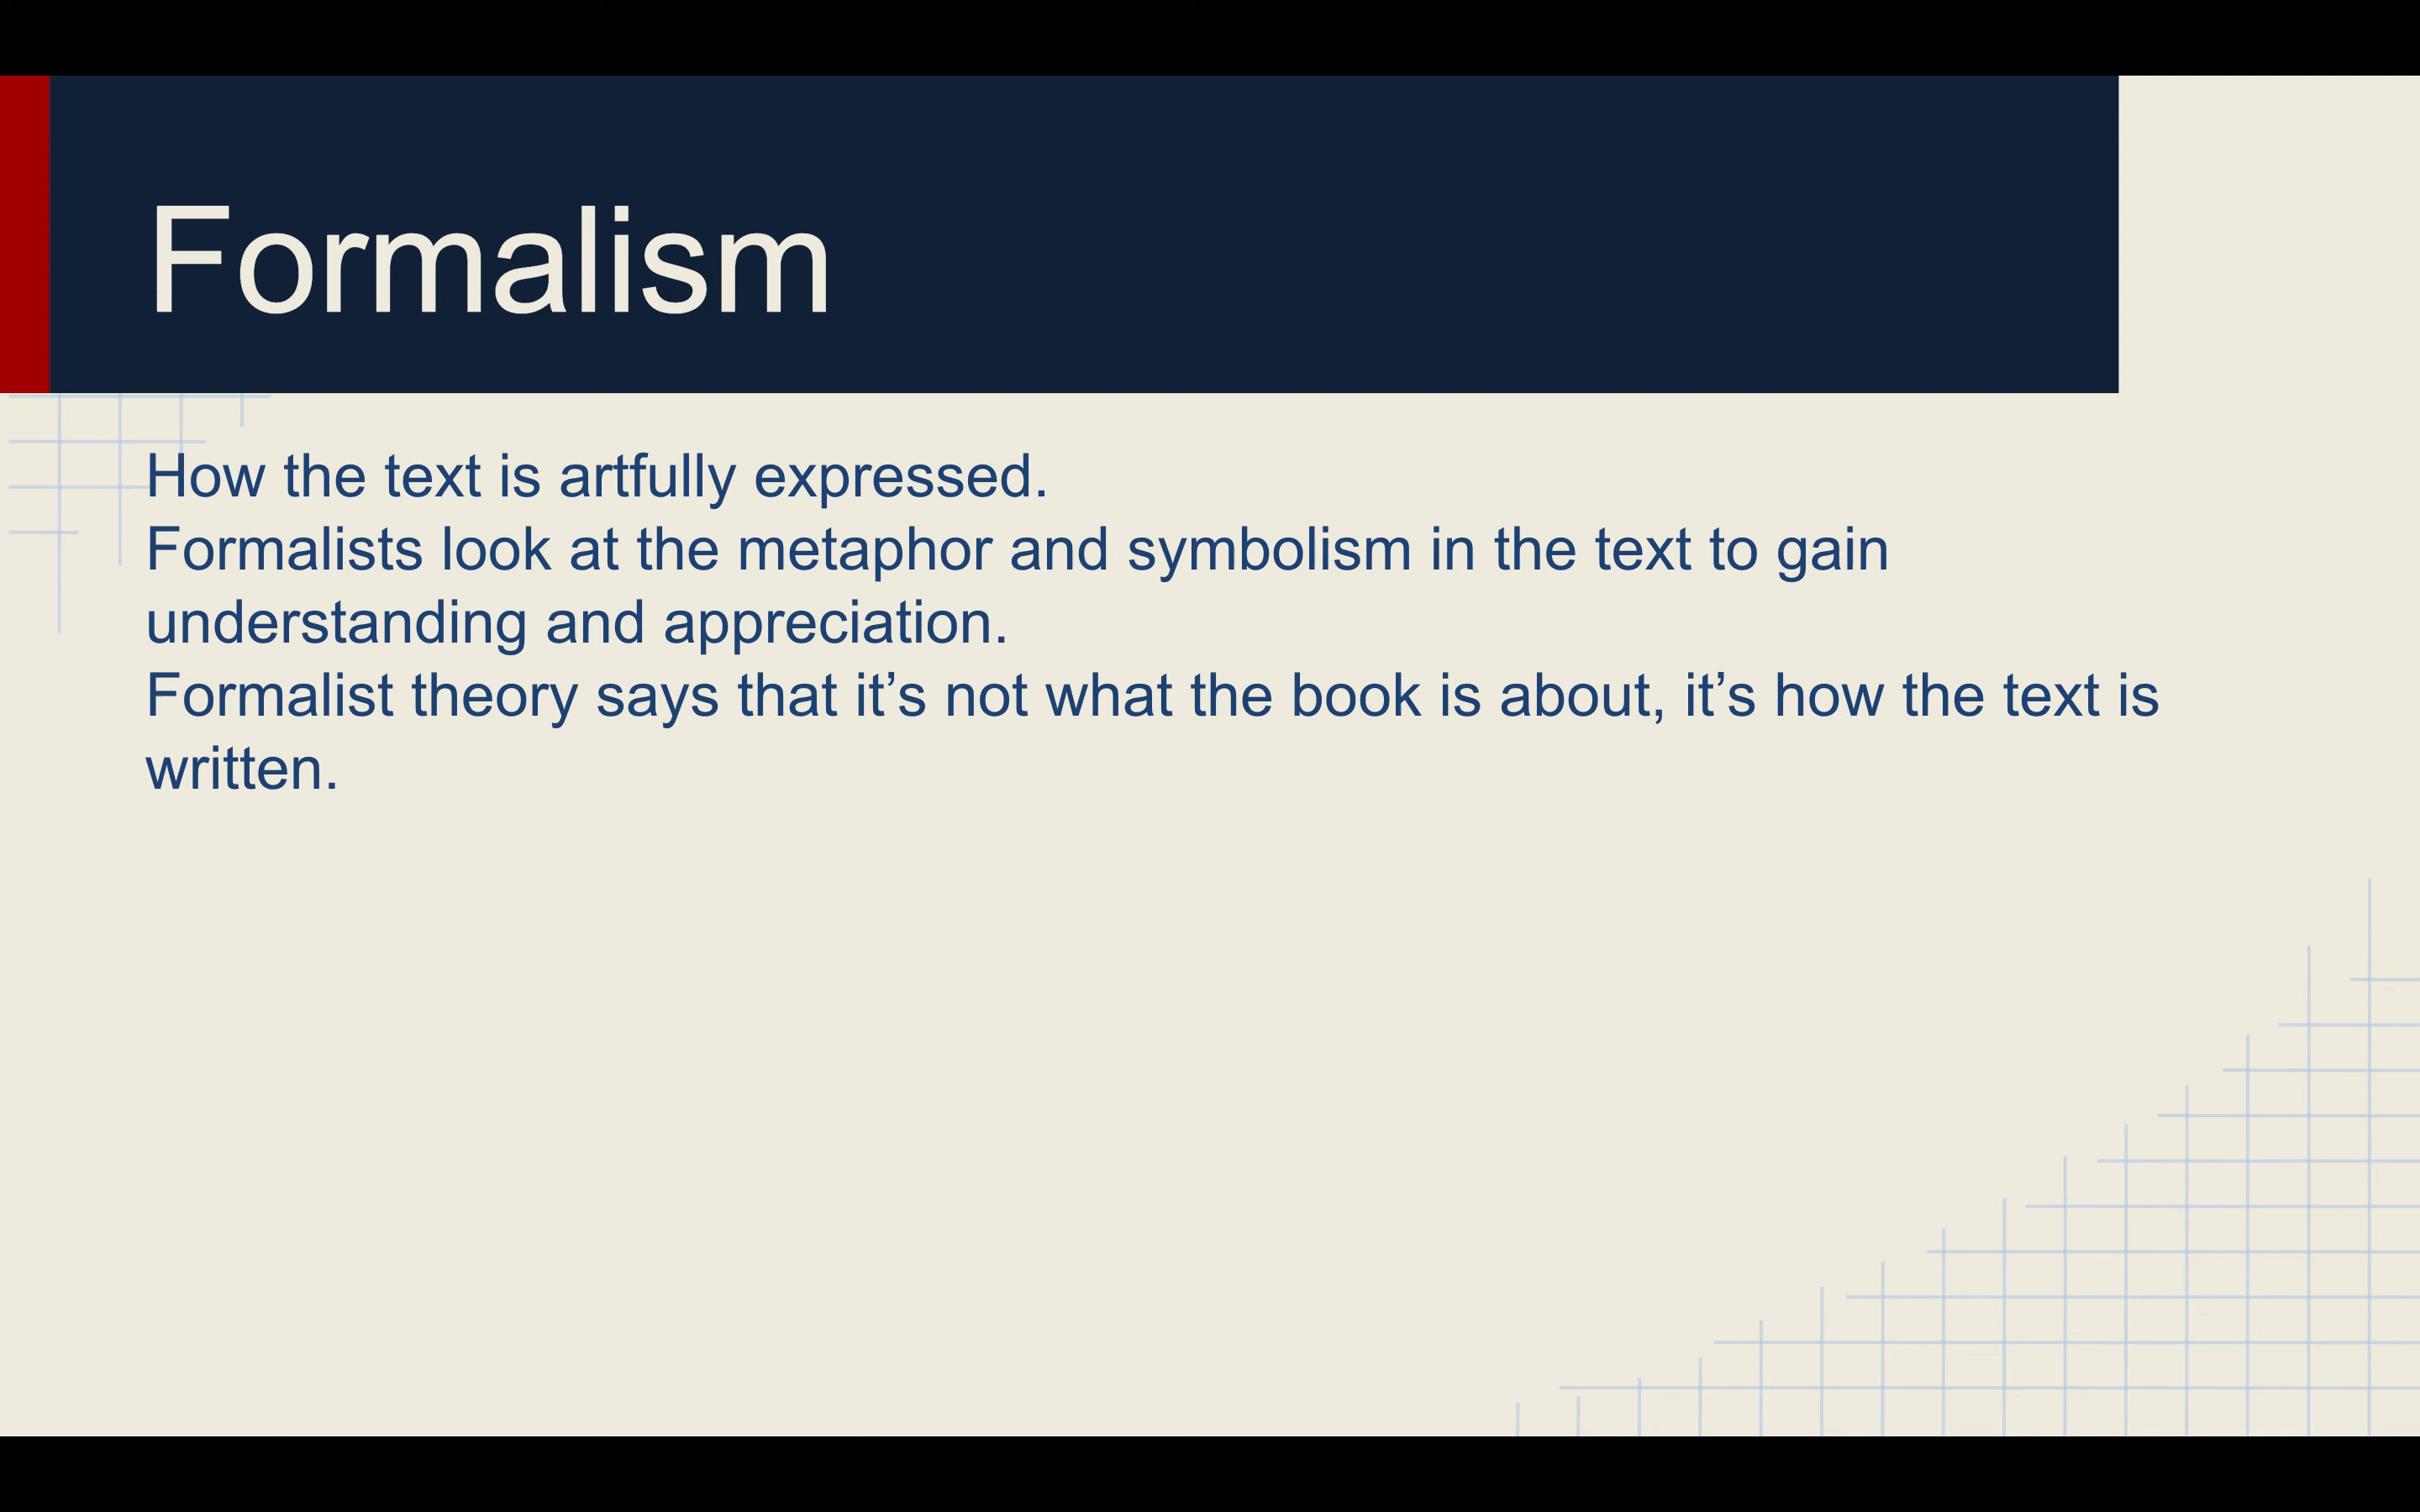 Formalism
How the text is artfully expressed.
Formalists look at the metaphor and symbolism in the text to gain
understanding and appreciation.
Formalist theory says that it’s not what the book is about, it’s how the text is
written.